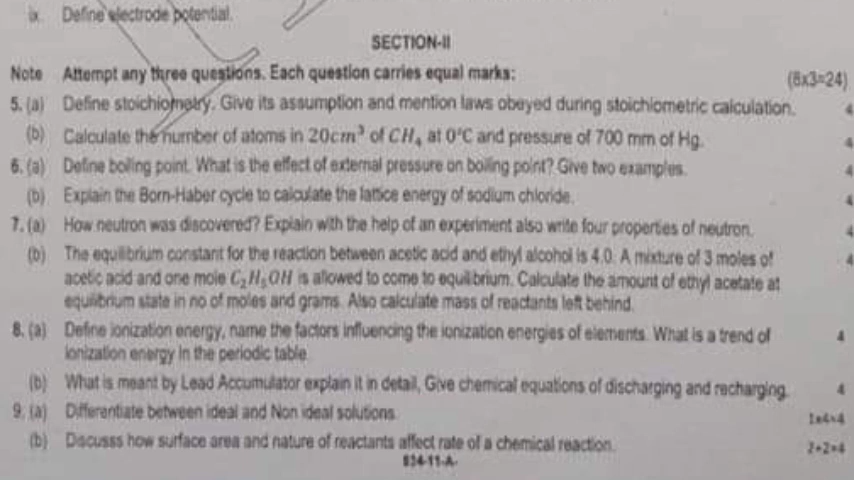 ix. Define electrode potential.
SECTION-II
Note Attempt any three questions. Each question carries equal marks: (8x3=24)
5. (a) Define stoichiometry. Give its assumption and mention laws obeyed during stoichiometric calculation. 4
(b) Calculate the number of atoms in 20cm³ of CH₄ at 0°C and pressure of 700 mm of Hg. 4
6. (a) Define boiling point. What is the effect of external pressure on boiling point? Give two examples. 4
(b) Explain the Born-Haber cycle to calculate the lattice energy of sodium chloride. 4
7. (a) How neutron was discovered? Explain with the help of an experiment also write four properties of neutron. 4
(b) The equilibrium constant for the reaction between acetic acid and ethyl alcohol is 4.0. A mixture of 3 moles of 4
acetic acid and one mole C₂H₅OH is allowed to come to equilibrium. Calculate the amount of ethyl acetate at
equilibrium state in no of moles and grams. Also calculate mass of reactants left behind.
8. (a) Define ionization energy, name the factors influencing the ionization energies of elements. What is a trend of 4
ionization energy in the periodic table.
(b) What is meant by Lead Accumulator explain it in detail, Give chemical equations of discharging and recharging. 4
9. (a) Differentiate between ideal and Non ideal solutions. 1x4=4
(b) Discusss how surface area and nature of reactants affect rate of a chemical reaction. 2+2=4
834-11-A-